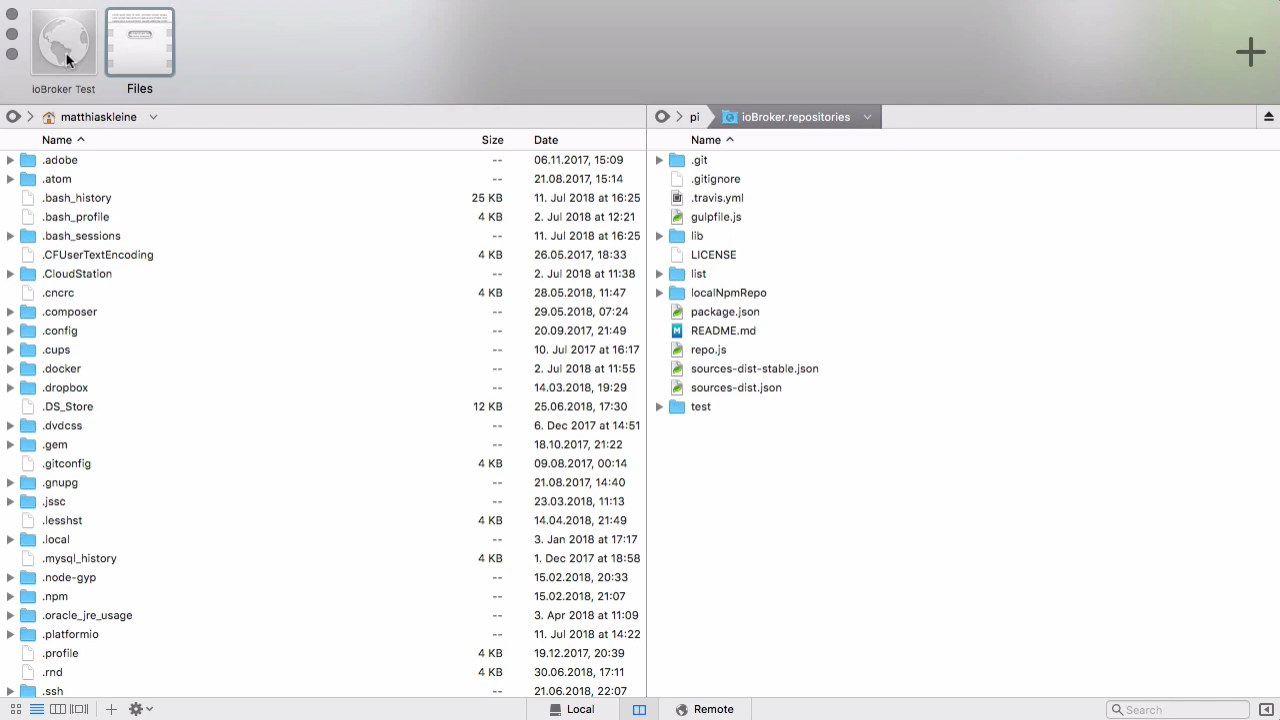 ioBroker Test
Files
matthiaskleine
pi
ioBroker.repositories
Name Size Date
Name
.adobe -- 06.11.2017, 15:09
.atom -- 21.08.2017, 15:14
.bash_history 25 KB 11. Jul 2018 at 16:25
.bash_profile 4 KB 2. Jul 2018 at 12:21
.bash_sessions -- 11. Jul 2018 at 16:25
.CFUserTextEncoding 4 KB 26.05.2017, 18:33
.CloudStation -- 2. Jul 2018 at 11:38
.cncrc 4 KB 28.05.2018, 11:47
.composer -- 29.05.2018, 07:24
.config -- 20.09.2017, 21:49
.cups -- 10. Jul 2018 at 16:17
.docker -- 2. Jul 2018 at 11:55
.dropbox -- 14.03.2018, 19:29
.DS_Store 12 KB 25.06.2018, 17:30
.dvdcss -- 6. Dec 2017 at 14:51
.gem -- 18.10.2017, 21:22
.gitconfig 4 KB 09.08.2017, 00:14
.gnupg -- 21.08.2017, 14:40
.jssc -- 23.03.2018, 11:13
.lesshst 4 KB 14.04.2018, 21:49
.local -- 3. Jan 2018 at 17:17
.mysql_history 4 KB 1. Dec 2017 at 18:58
.node-gyp -- 15.02.2018, 20:33
.npm -- 15.02.2018, 21:07
.oracle_jre_usage -- 3. Apr 2018 at 11:09
.platformio -- 11. Jul 2018 at 14:22
.profile 4 KB 19.12.2017, 20:39
.rnd 4 KB 30.06.2018, 17:11
.ssh -- 21.06.2018, 22:07
.git
.gitignore
.travis.yml
gulpfile.js
lib
LICENSE
list
localNpmRepo
package.json
README.md
repo.js
sources-dist-stable.json
sources-dist.json
test
Local
Remote
Search